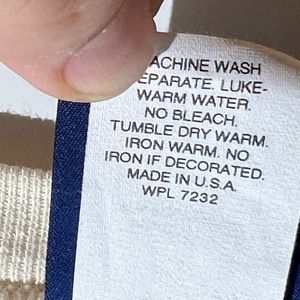 ACHINE WASH
EPARATE. LUKE-
WARM WATER.
NO BLEACH.
TUMBLE DRY WARM.
IRON WARM. NO
IRON IF DECORATED.
MADE IN U.S.A.
WPL 7232